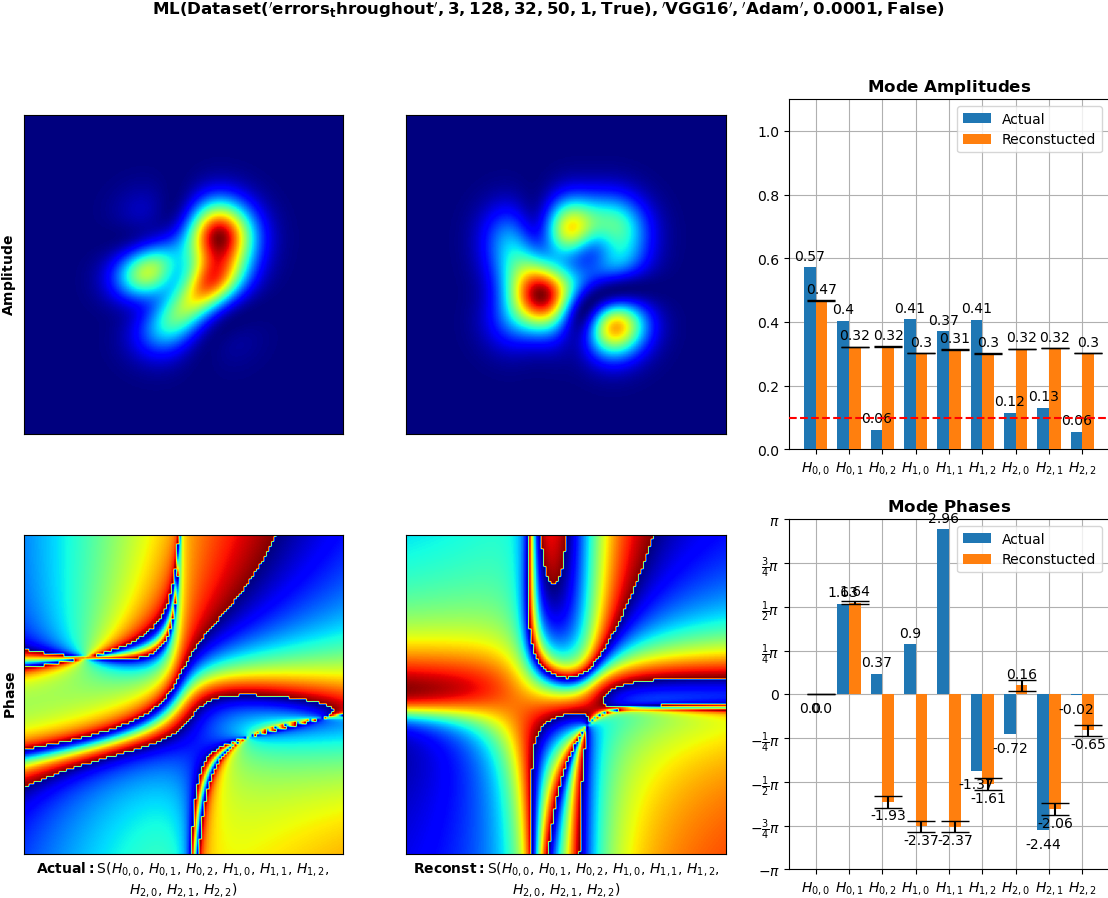 ML(Dataset('errors_throughout', 3, 128, 32, 50, 1, True), 'VGG16', 'Adam', 0.0001, False)
Amplitude
Mode Amplitudes
Actual
Reconstucted
1.0
0.8
0.6
0.4
0.2
0.0
0.57
0.47
0.4
0.32
0.06
0.32
0.41
0.3
0.37
0.31
0.41
0.3
0.12
0.32
0.13
0.32
0.06
0.3
H0,0 H0,1 H0,2 H1,0 H1,1 H1,2 H2,0 H2,1 H2,2
Phase
Actual: S(H0,0, H0,1, H0,2, H1,0, H1,1, H1,2,
H2,0, H2,1, H2,2)
Reconst: S(H0,0, H0,1, H0,2, H1,0, H1,1, H1,2,
H2,0, H2,1, H2,2)
Mode Phases
Actual
Reconstucted
π
3/4π
1/2π
1/4π
0
−1/4π
−1/2π
−3/4π
−π
0.0
0.0
1.63
1.64
0.37
-1.93
0.9
-2.37
2.96
-2.37
-1.37
-1.61
-0.72
0.16
-2.44
-2.06
-0.02
-0.65
H0,0 H0,1 H0,2 H1,0 H1,1 H1,2 H2,0 H2,1 H2,2